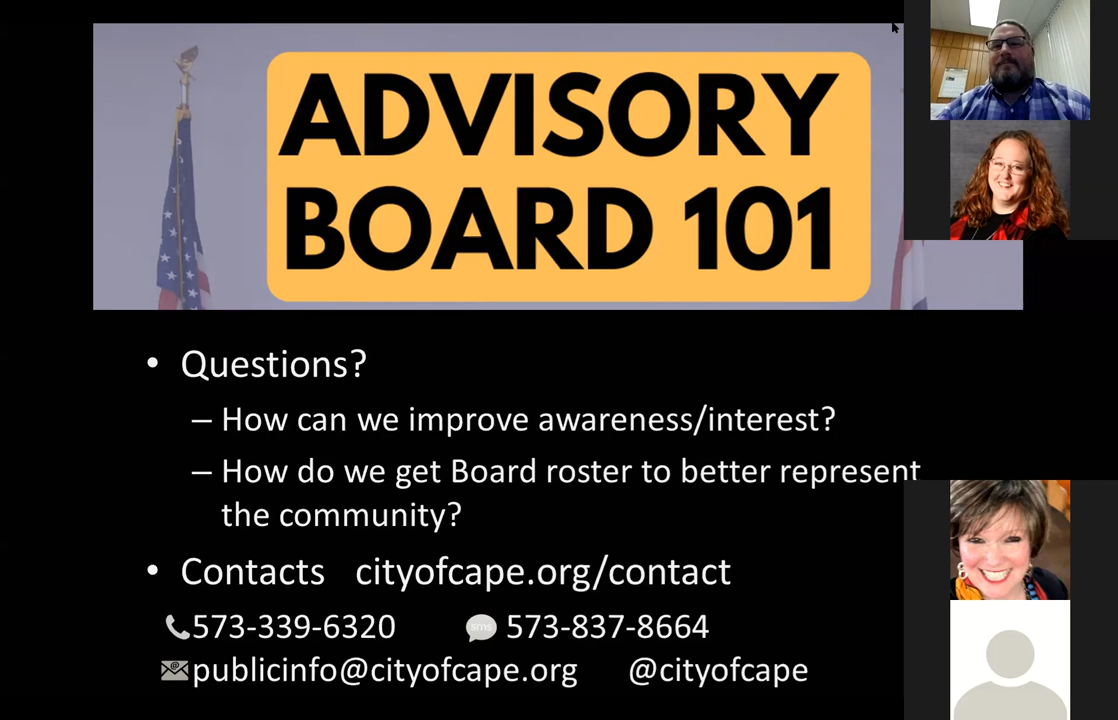 ADVISORY
BOARD 101
• Questions?
– How can we improve awareness/interest?
– How do we get Board roster to better represent
the community?
• Contacts cityofcape.org/contact
573-339-6320 sms 573-837-8664
publicinfo@cityofcape.org @cityofcape